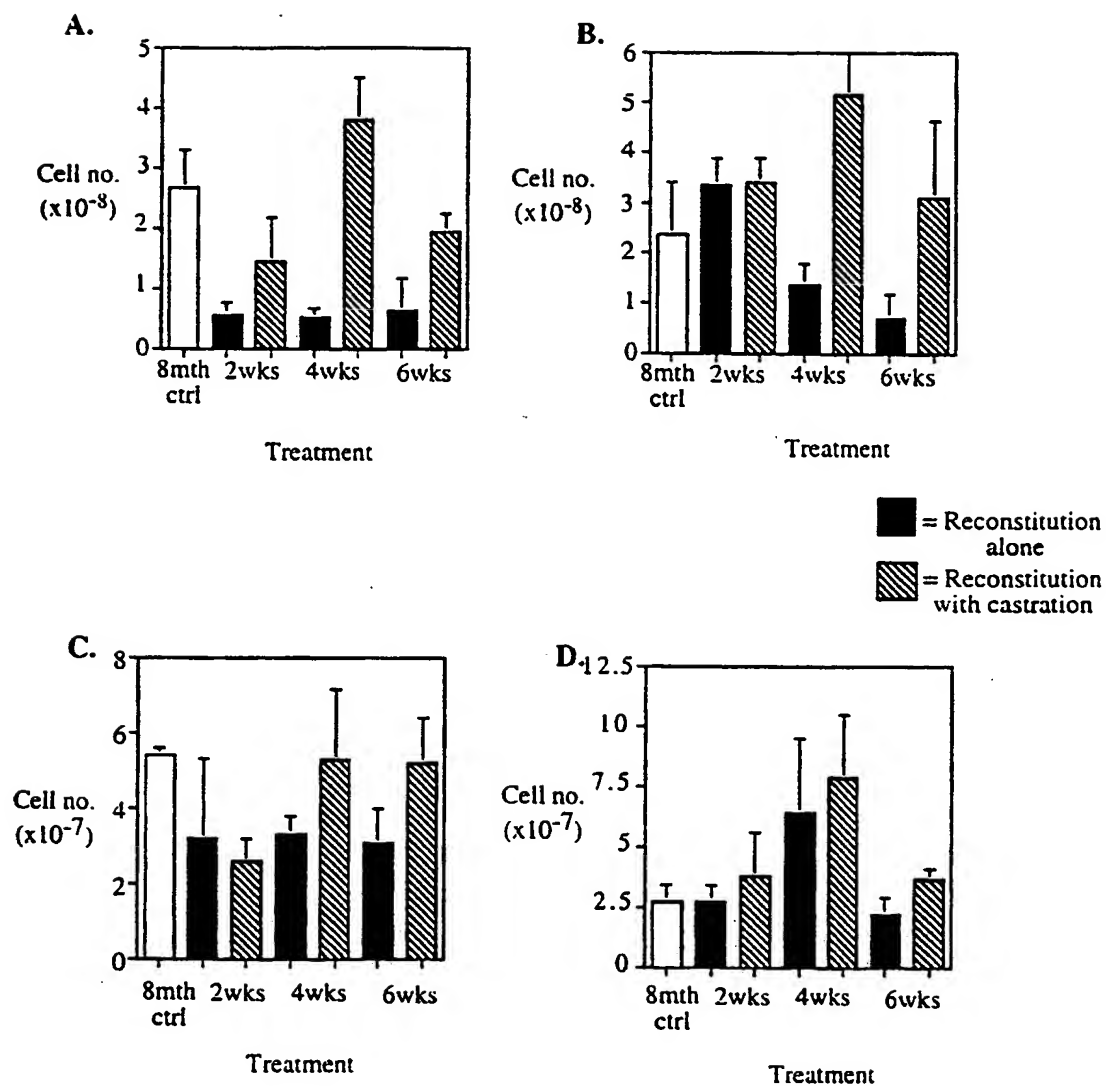 A.
5
4
3
2
1
0
Cell no.
(x10-8)
8mth 2wks 4wks 6wks
ctrl
Treatment
B.
6
5
4
3
2
1
0
Cell no.
(x10-8)
8mth 2wks 4wks 6wks
ctrl
Treatment
= Reconstitution
alone
= Reconstitution
with castration
C.
8
6
4
2
0
Cell no.
(x10-7)
8mth 2wks 4wks 6wks
ctrl
Treatment
D.
12.5
10
7.5
5
2.5
0
Cell no.
(x10-7)
8mth 2wks 4wks 6wks
ctrl
Treatment